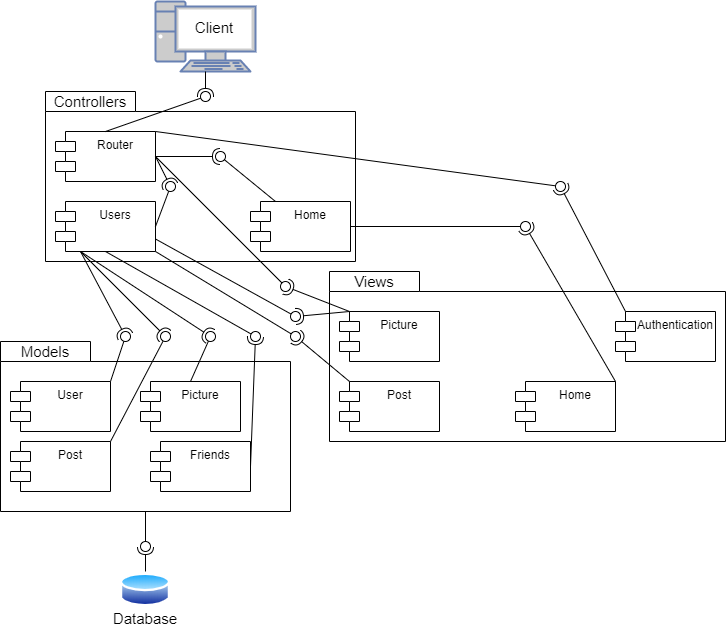 Client
Controllers
Router
Users
Home
Views
Picture
Authentication
Post
Home
Models
User
Picture
Post
Friends
Database